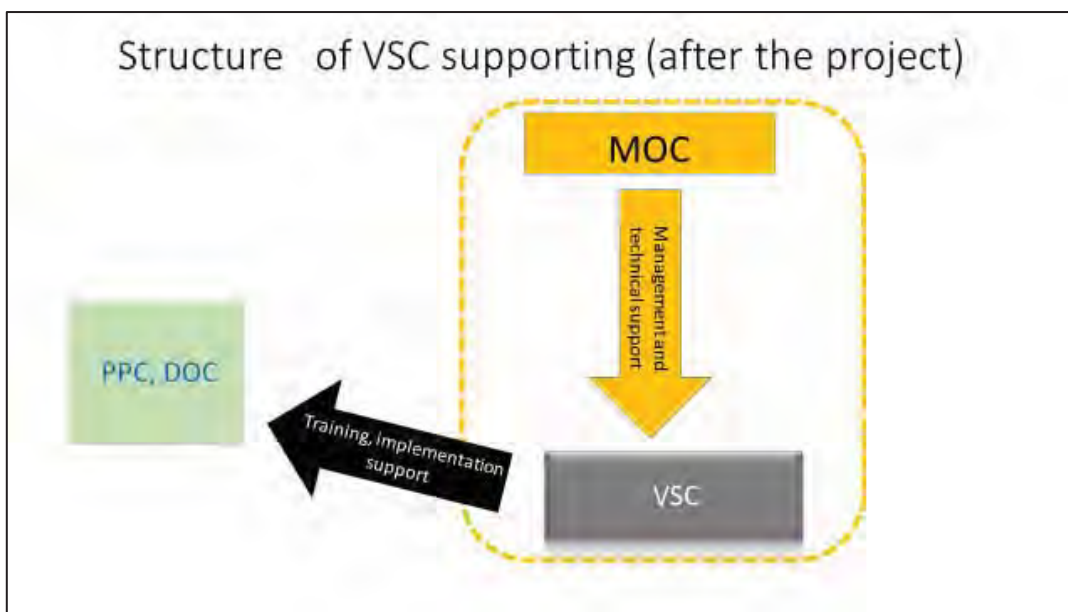 Structure of VSC supporting (after the project)
MOC
Management and
technical support
PPC, DOC
Training, implementation
support
VSC